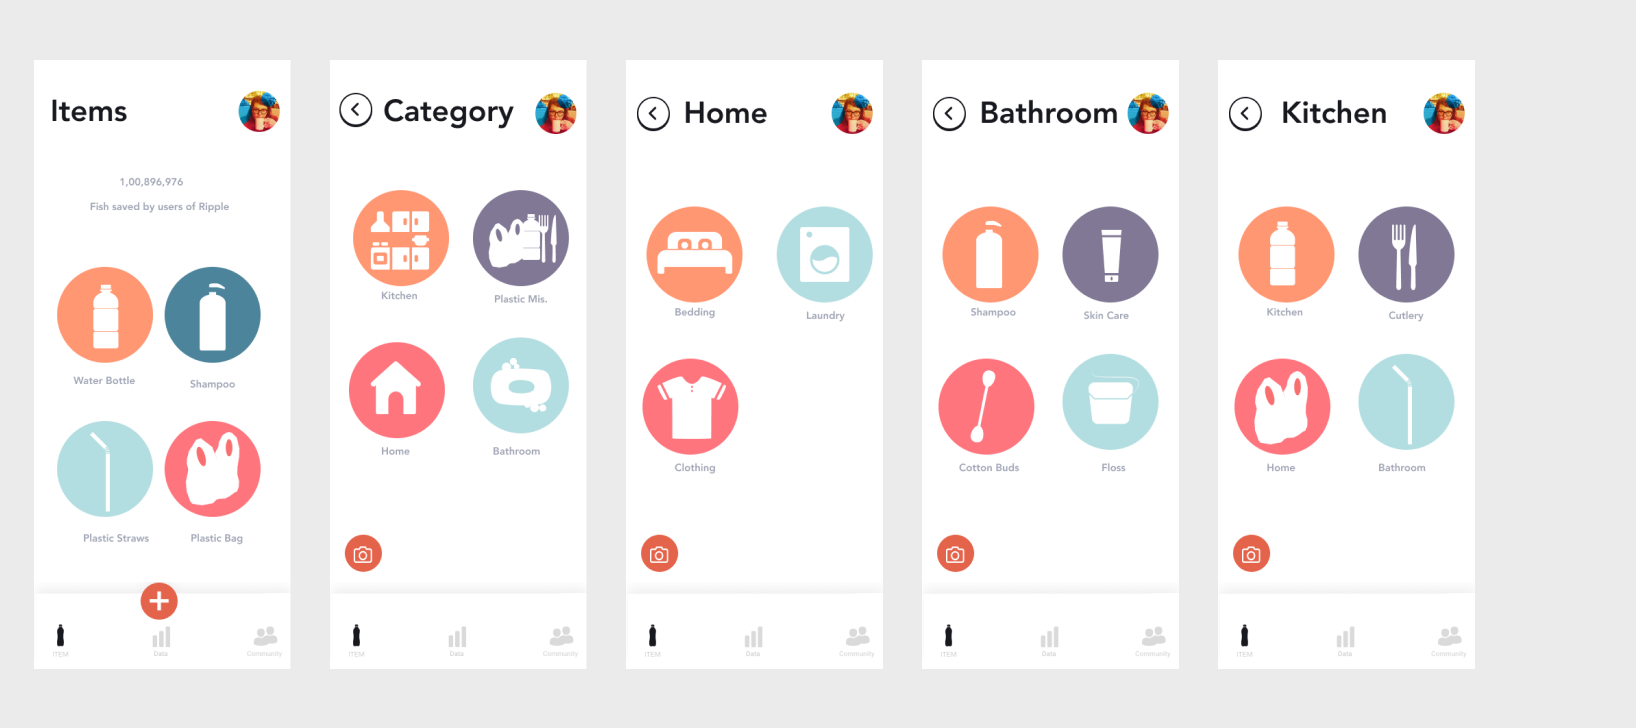 Items
1,00,896,976
Fish saved by users of Ripple
Water Bottle
Shampoo
Plastic Straws
Plastic Bag
ITEM
Data
Community
Category
Kitchen
Plastic Mis.
Home
Bathroom
ITEM
Data
Community
Home
Bedding
Laundry
Clothing
ITEM
Data
Community
Bathroom
Shampoo
Skin Care
Cotton Buds
Floss
ITEM
Data
Community
Kitchen
Kitchen
Cutlery
Home
Bathroom
ITEM
Data
Community